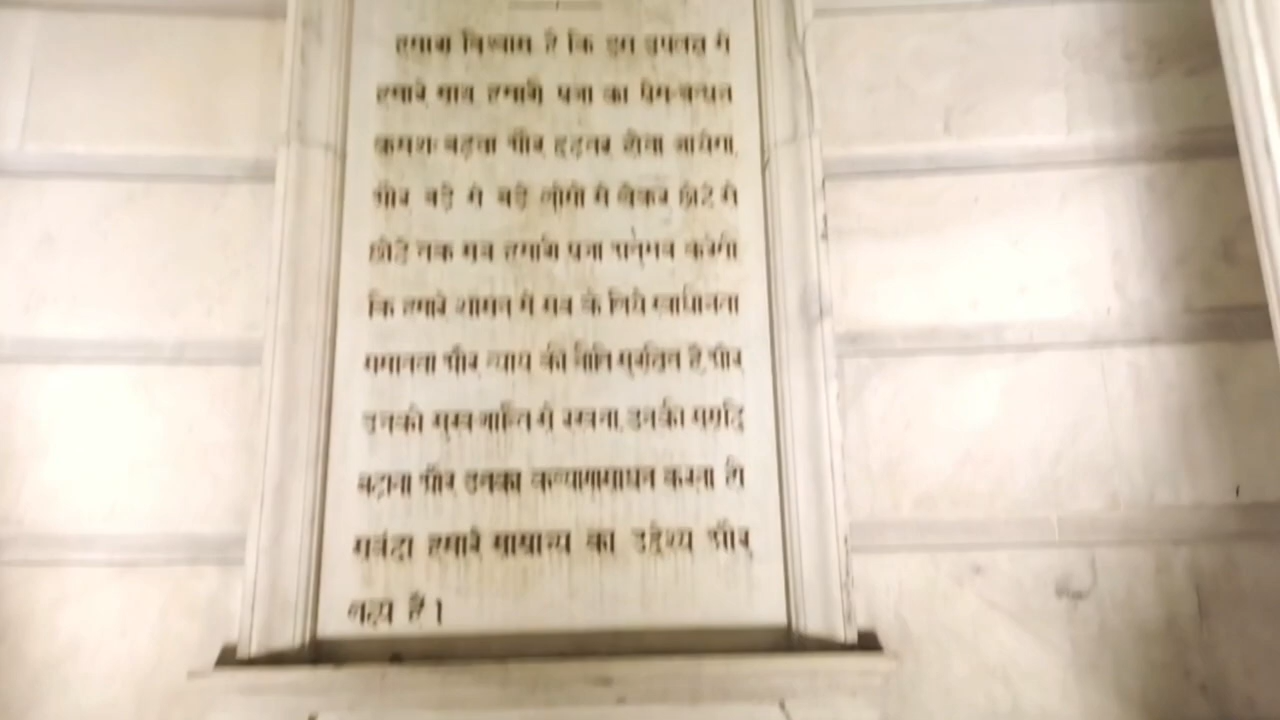 हमारा विश्वास है कि इस उपलक्ष में
हमारे साथ हमारी प्रजा का प्रेम-बन्धन
क्रमशः बढ़ता और दृढ़तर होता जायेगा,
और बड़े से बड़े लोगों से लेकर छोटे से
छोटे तक सब हमारी प्रजा अनुभव करेगी
कि हमारे शासन में सब के लिये स्वाधीनता
समानता और न्याय की नीति है, और
उनको सुख शान्ति से रखना, उनकी समृद्धि
बढ़ाना और उनका कल्याणसाधन करना ही
सर्वदा हमारे साम्राज्य का उद्देश्य और
लक्ष्य है।